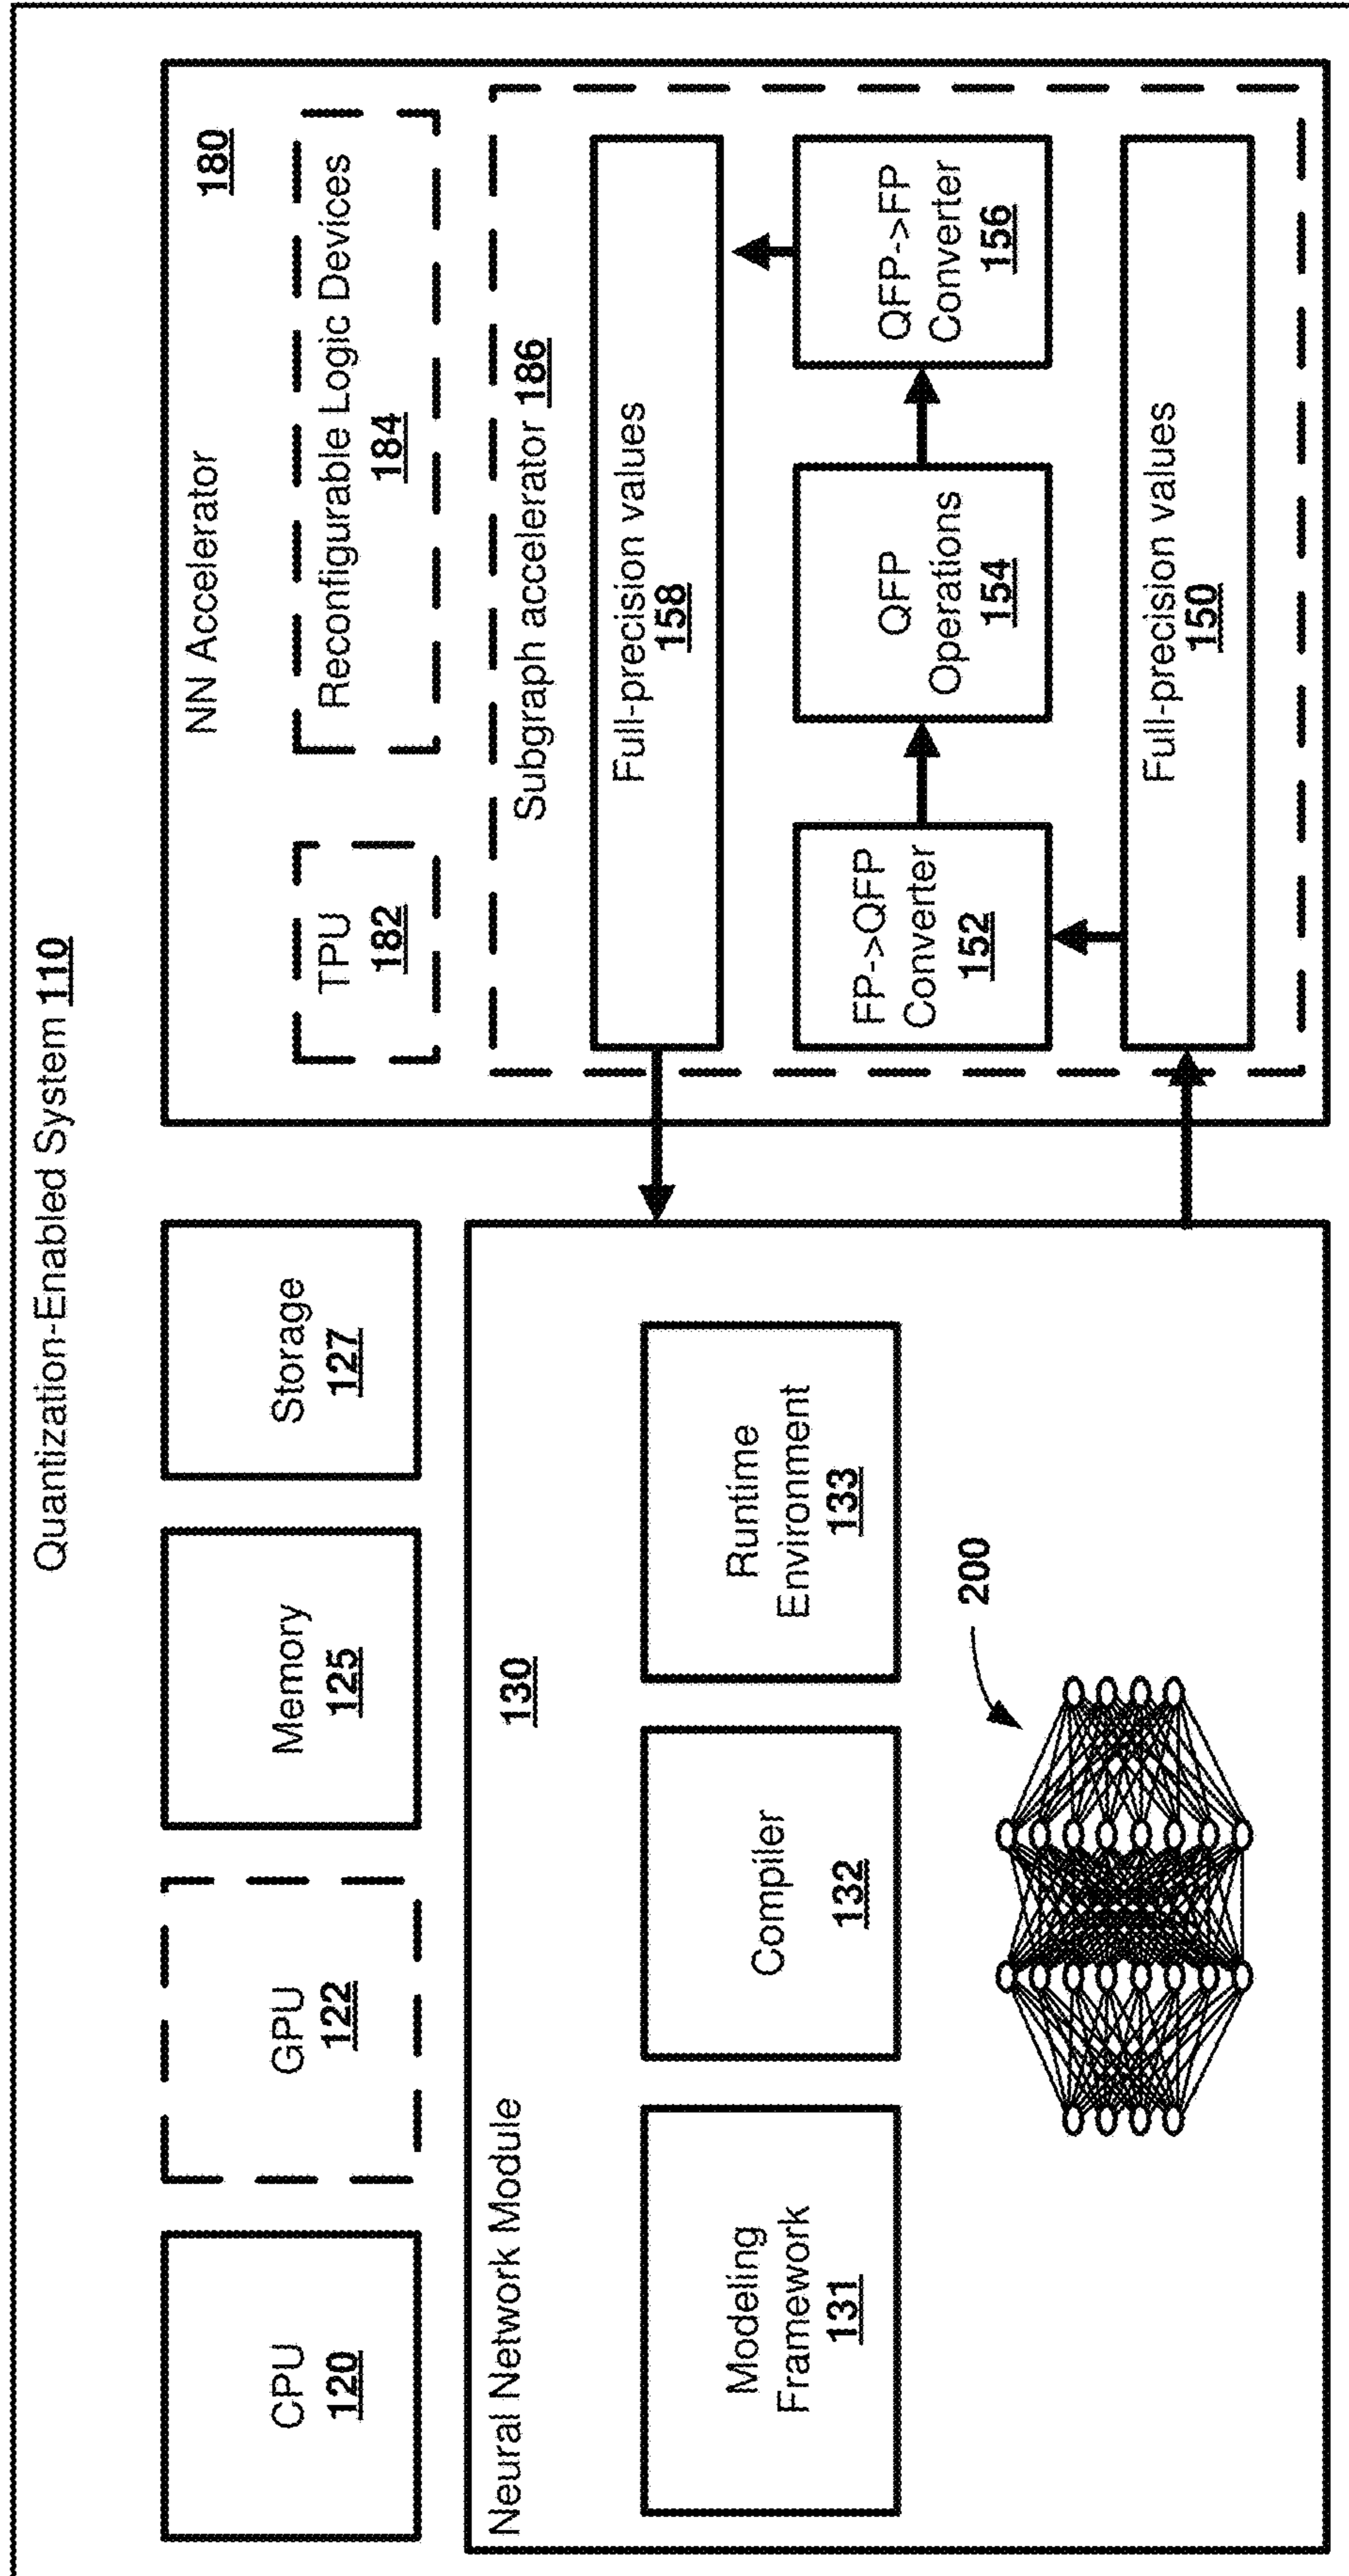 Quantization-Enabled System 110
CPU
120
GPU
122
Memory
125
Storage
127
Neural Network Module
130
Modeling
Framework
131
Compiler
132
Runtime
Environment
133
200
NN Accelerator
180
TPU
182
Reconfigurable Logic Devices
184
Subgraph accelerator 186
Full-precision values
158
FP->QFP
Converter
152
QFP
Operations
154
QFP->FP
Converter
156
Full-precision values
150